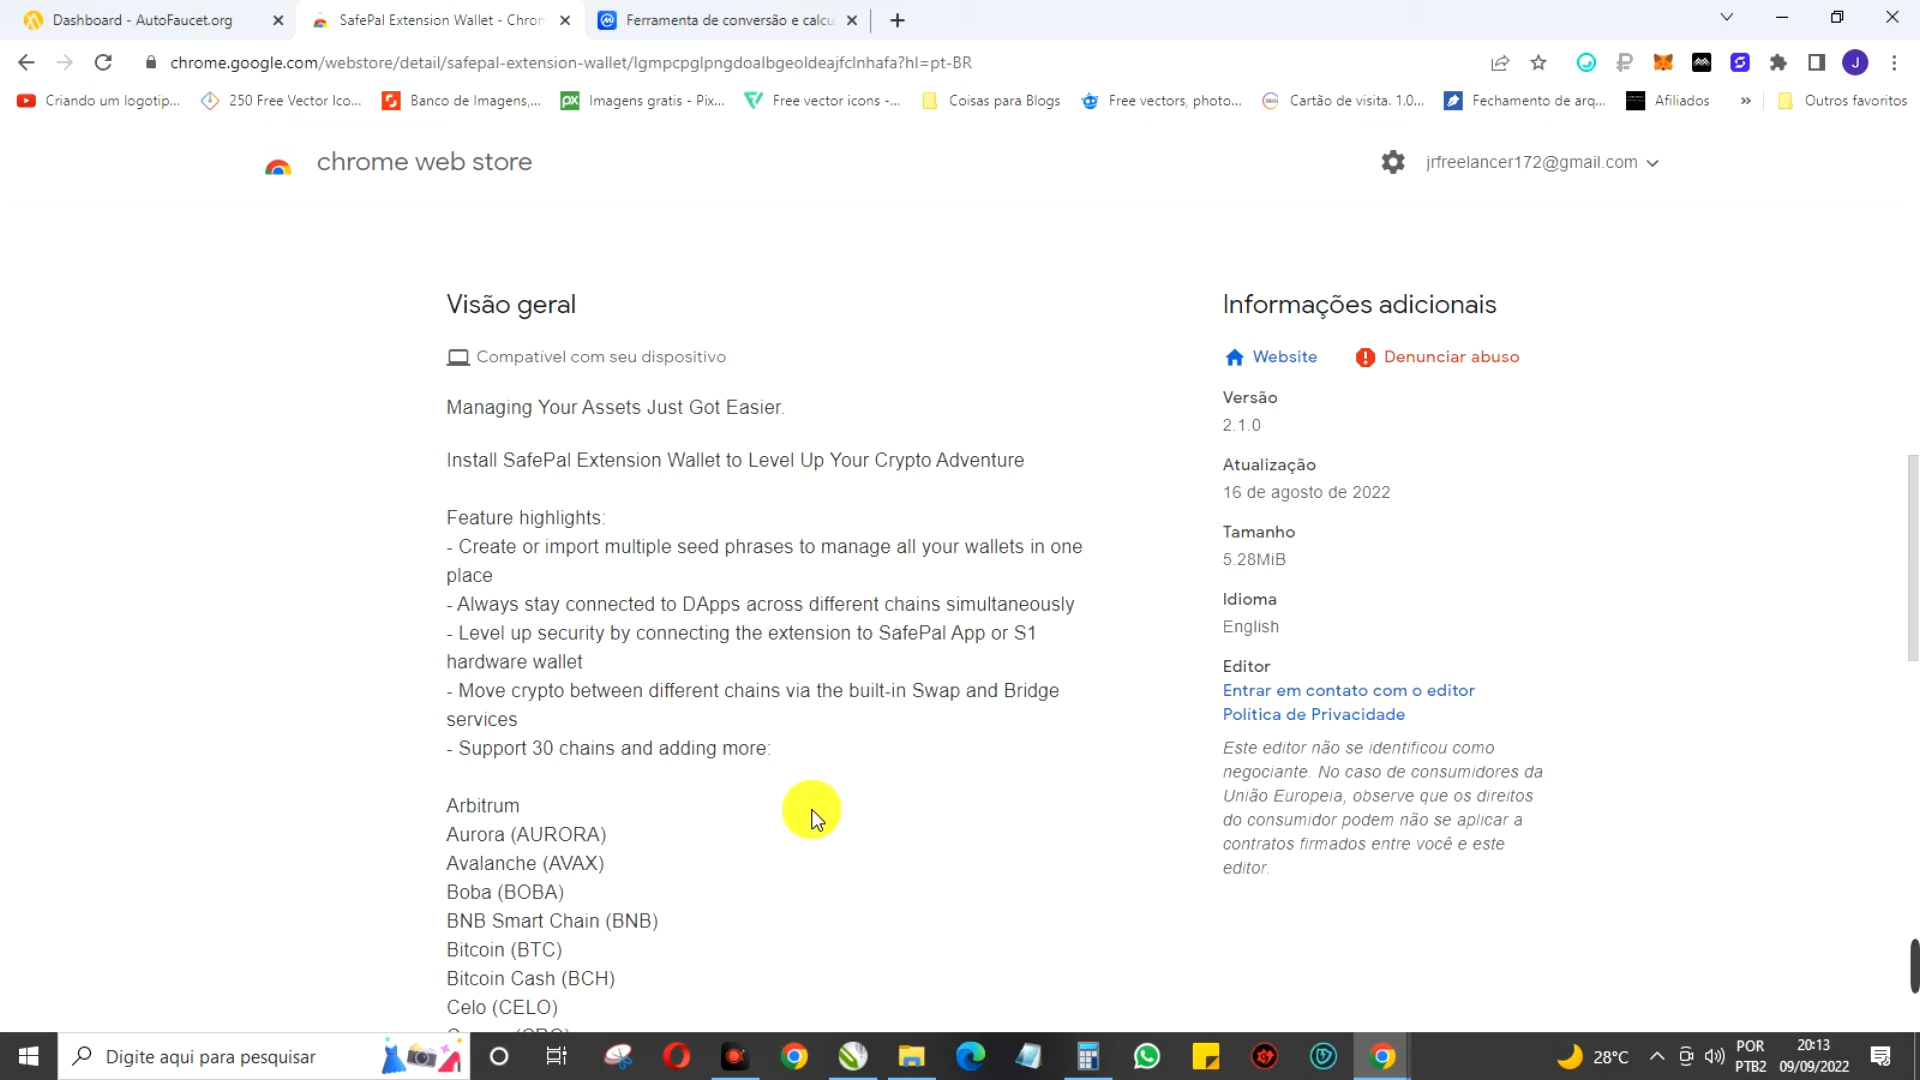 Dashboard - AutoFaucet.org
SafePal Extension Wallet - Chrom
Ferramenta de conversão e calcu
chrome.google.com/webstore/detail/safepal-extension-wallet/lgmpcpglpngdoalbgeoldeajfclnhafa?hl=pt-BR
J
Criando um logotip...
250 Free Vector Ico...
Banco de Imagens,...
px
Imagens gratis - Pix...
Free vector icons -...
Coisas para Blogs
Free vectors, photo...
Cartão de visita. 1.0...
Fechamento de arq...
Afiliados
»
Outros favoritos
chrome web store
jrfreelancer172@gmail.com
Visão geral
Compatível com seu dispositivo
Managing Your Assets Just Got Easier.
Install SafePal Extension Wallet to Level Up Your Crypto Adventure
Feature highlights:
- Create or import multiple seed phrases to manage all your wallets in one
place
- Always stay connected to DApps across different chains simultaneously
- Level up security by connecting the extension to SafePal App or S1
hardware wallet
- Move crypto between different chains via the built-in Swap and Bridge
services
- Support 30 chains and adding more:
Arbitrum
Aurora (AURORA)
Avalanche (AVAX)
Boba (BOBA)
BNB Smart Chain (BNB)
Bitcoin (BTC)
Bitcoin Cash (BCH)
Celo (CELO)
Informações adicionais
Website
Denunciar abuso
Versão
2.1.0
Atualização
16 de agosto de 2022
Tamanho
5.28MiB
Idioma
English
Editor
Entrar em contato com o editor
Política de Privacidade
Este editor não se identificou como
negociante. No caso de consumidores da
União Europeia, observe que os direitos
do consumidor podem não se aplicar a
contratos firmados entre você e este
editor.
Digite aqui para pesquisar
28°C
POR
PTB2
20:13
09/09/2022